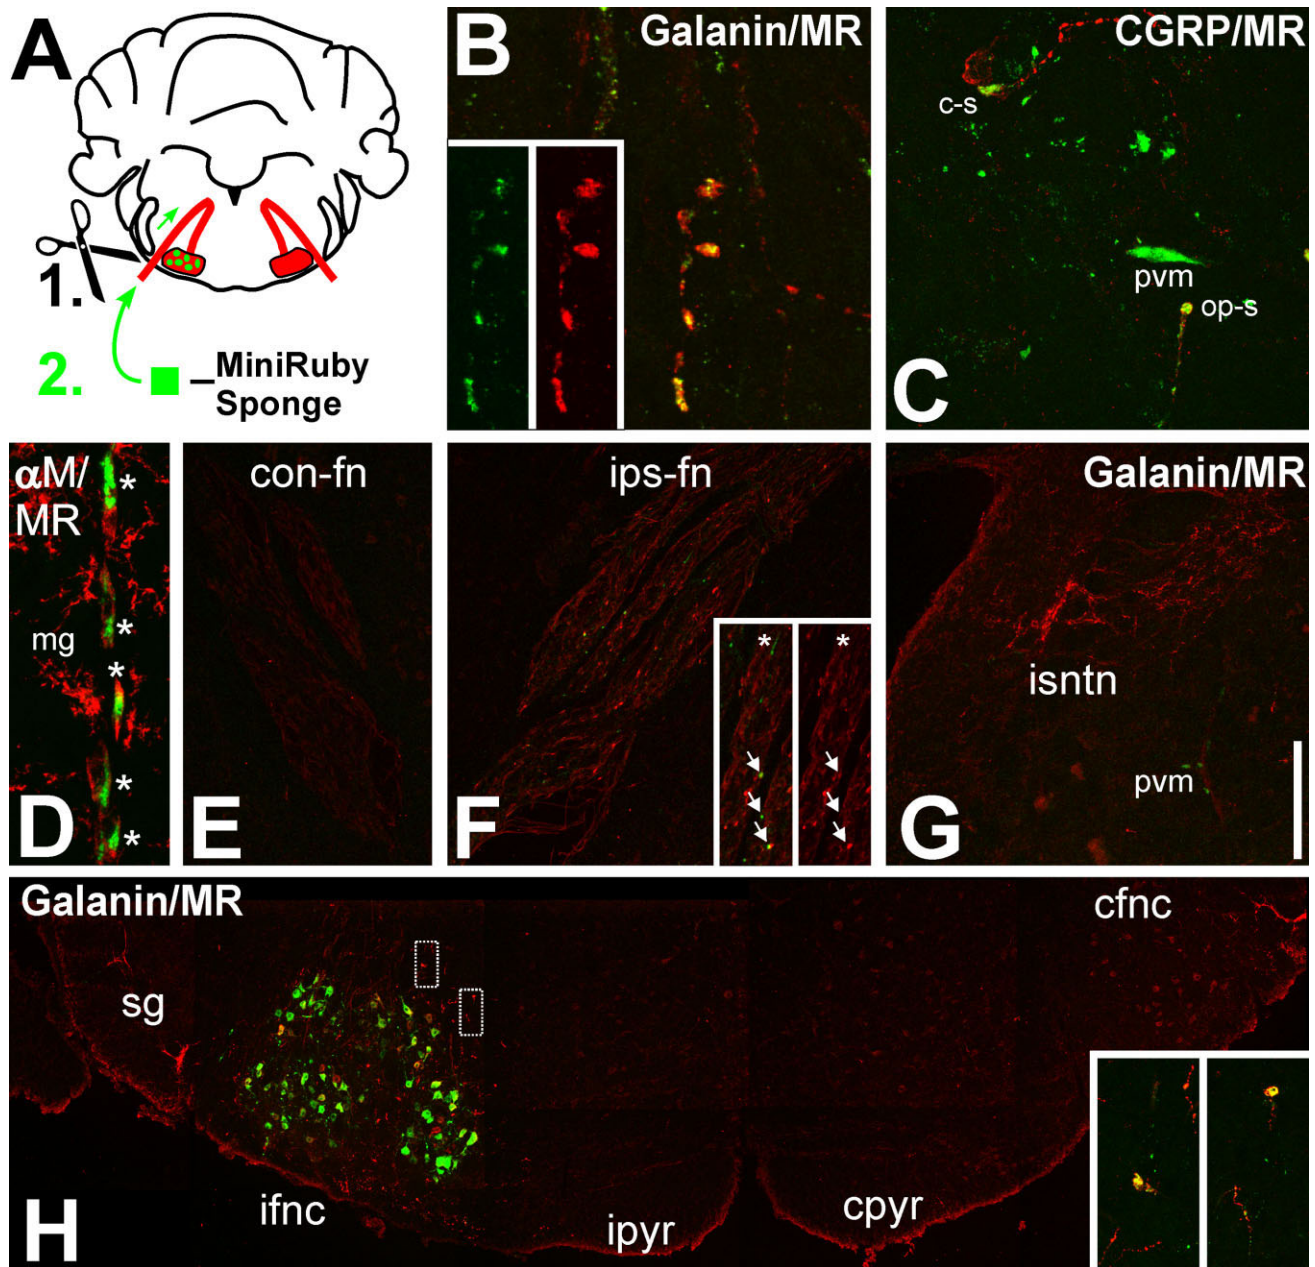 A
1.
2.
MiniRuby
Sponge
B
Galanin/MR
C
CGRP/MR
c-s
pvm
op-s
D
αM/
MR
*
*
mg
*
*
*
E
con-fn
F
ips-fn
*
*
G
Galanin/MR
isntn
pvm
H
Galanin/MR
sg
ifnc
ipyr
cpyr
cfnc